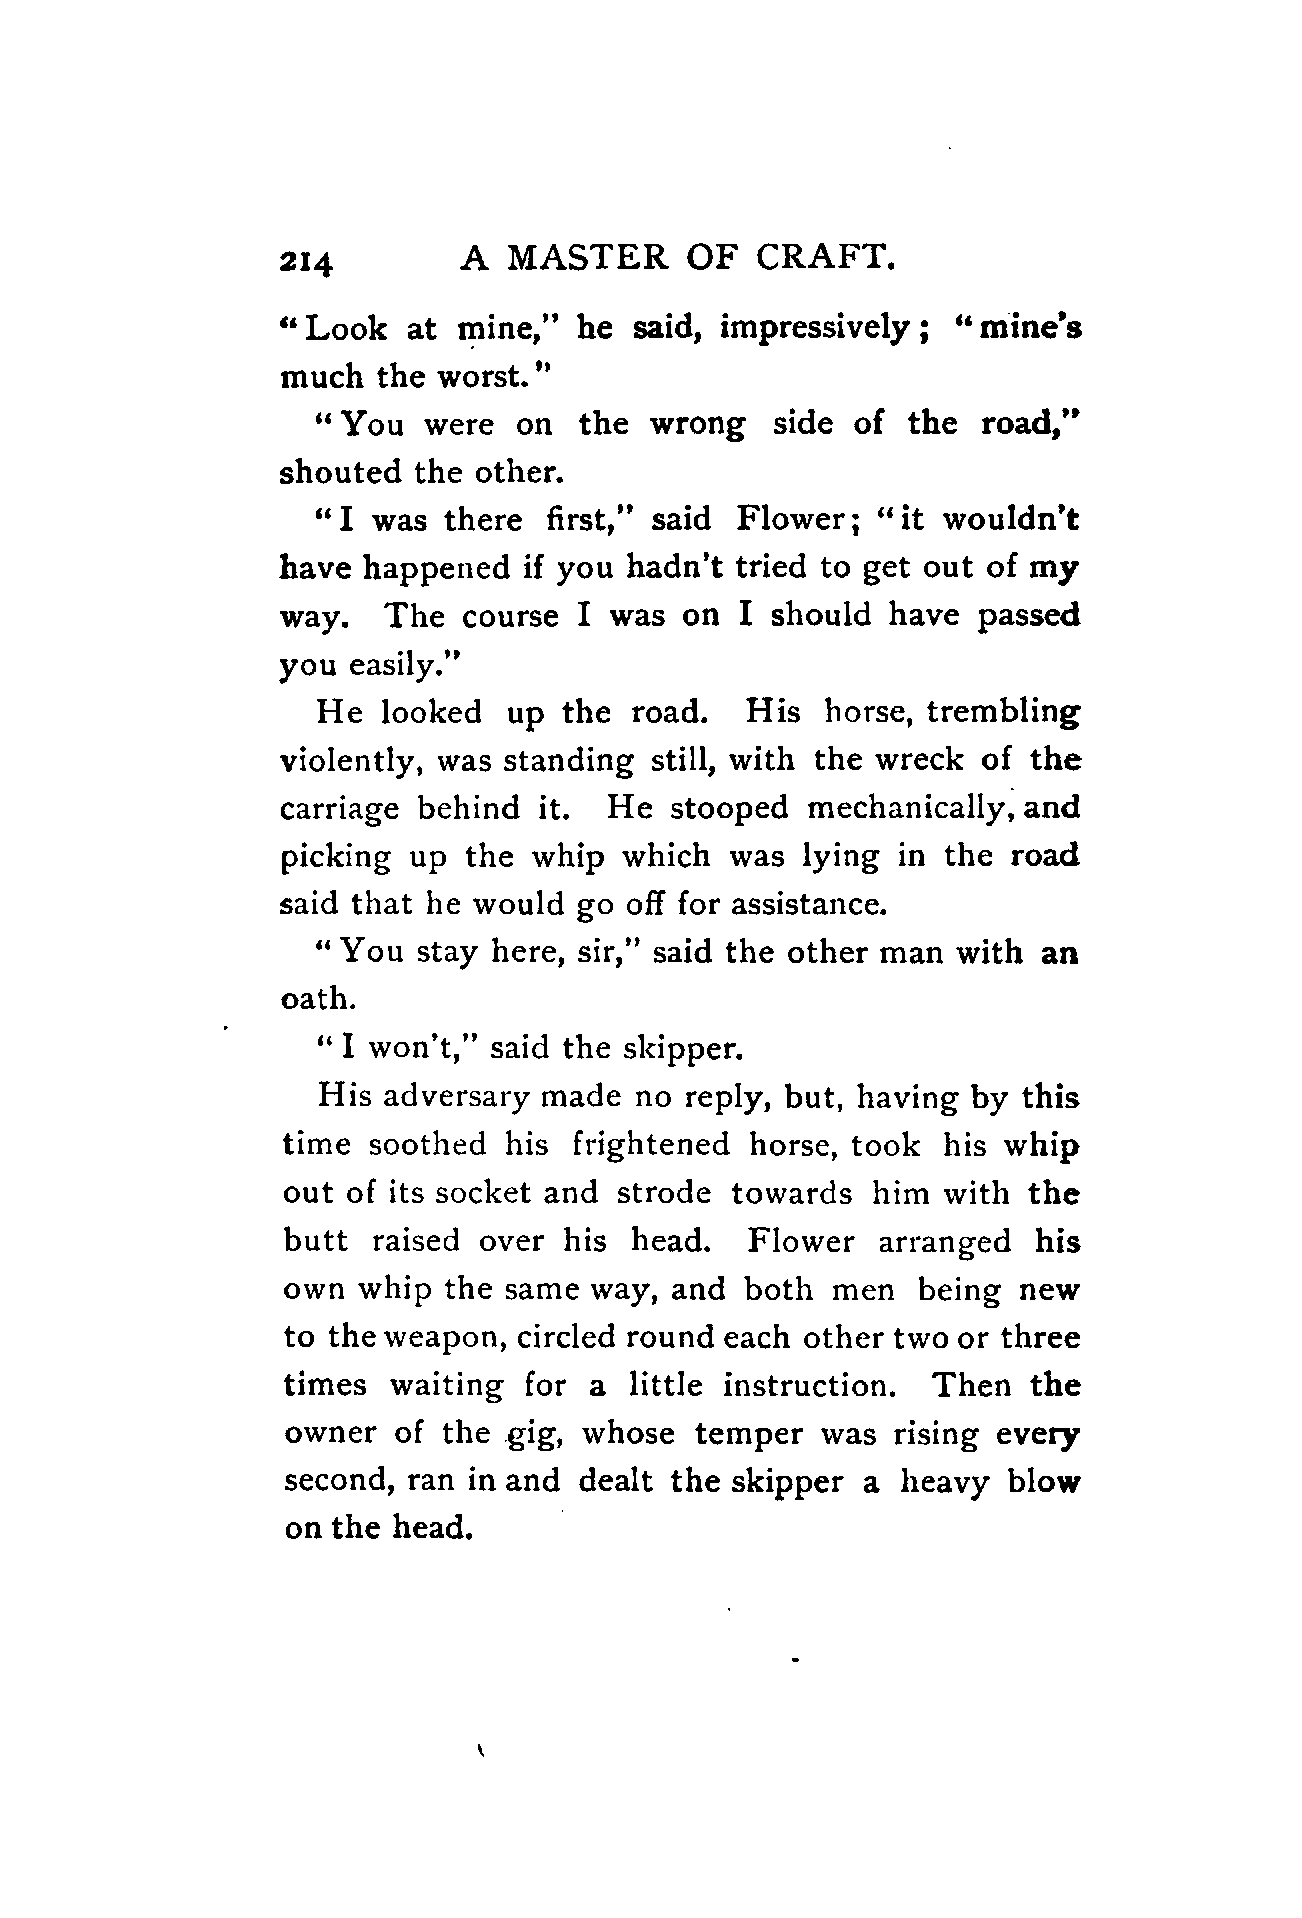 214 A MASTER OF CRAFT.
“Look at mine,” he said, impressively; “mine’s
much the worst.”
“You were on the wrong side of the road,”
shouted the other.
“I was there first,” said Flower; “it wouldn’t
have happened if you hadn’t tried to get out of my
way. The course I was on I should have passed
you easily.”
He looked up the road. His horse, trembling
violently, was standing still, with the wreck of the
carriage behind it. He stooped mechanically, and
picking up the whip which was lying in the road
said that he would go off for assistance.
“You stay here, sir,” said the other man with an
oath.
“I won’t,” said the skipper.
His adversary made no reply, but, having by this
time soothed his frightened horse, took his whip
out of its socket and strode towards him with the
butt raised over his head. Flower arranged his
own whip the same way, and both men being new
to the weapon, circled round each other two or three
times waiting for a little instruction. Then the
owner of the gig, whose temper was rising every
second, ran in and dealt the skipper a heavy blow
on the head.